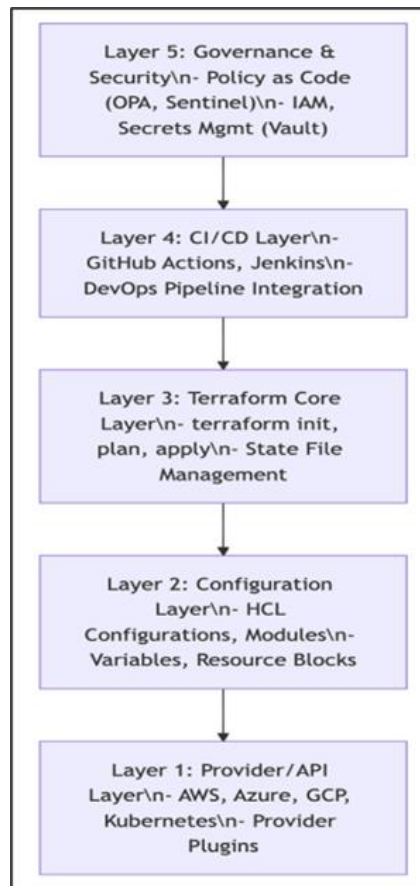 Layer 5: Governance &
Security\n- Policy as Code
(OPA, Sentinel)\n- IAM,
Secrets Mgmt (Vault)
Layer 4: CI/CD Layer\n-
GitHub Actions, Jenkins\n-
DevOps Pipeline Integration
Layer 3: Terraform Core
Layer\n- terraform init,
plan, apply\n- State File
Management
Layer 2: Configuration
Layer\n- HCL
Configurations, Modules\n-
Variables, Resource Blocks
Layer 1: Provider/API
Layer\n- AWS, Azure, GCP,
Kubernetes\n- Provider
Plugins